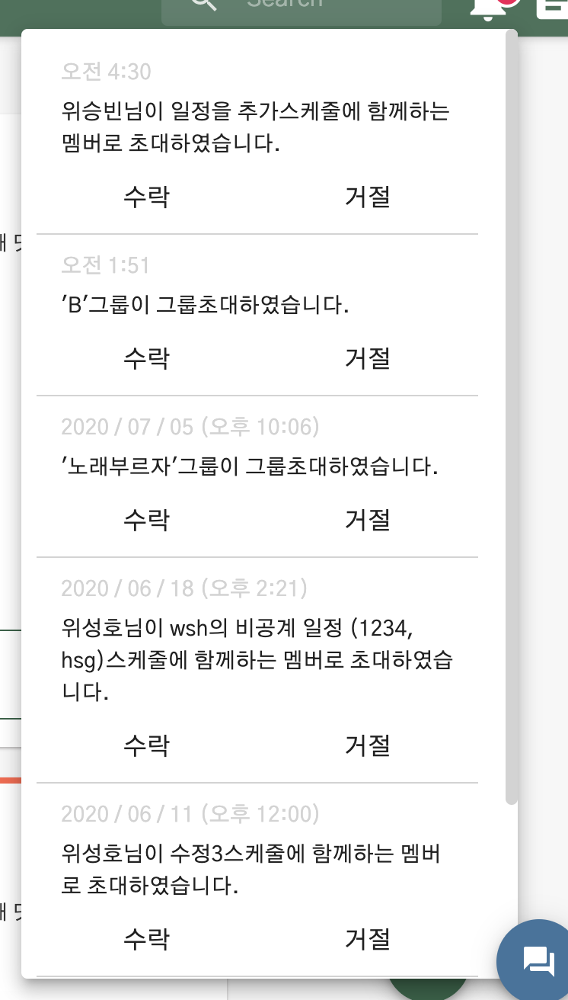 Search
오전 4:30
위승빈님이 일정을 추가스케줄에 함께하는
멤버로 초대하였습니다.
수락 거절
오전 1:51
'B'그룹이 그룹초대하였습니다.
수락 거절
2020 / 07 / 05 (오후 10:06)
'노래부르자'그룹이 그룹초대하였습니다.
수락 거절
2020 / 06 / 18 (오후 2:21)
위성호님이 wsh의 비공계 일정 (1234,
hsg)스케줄에 함께하는 멤버로 초대하였습
니다.
수락 거절
2020 / 06 / 11 (오후 12:00)
위성호님이 수정3스케줄에 함께하는 멤버
로 초대하였습니다.
수락 거절